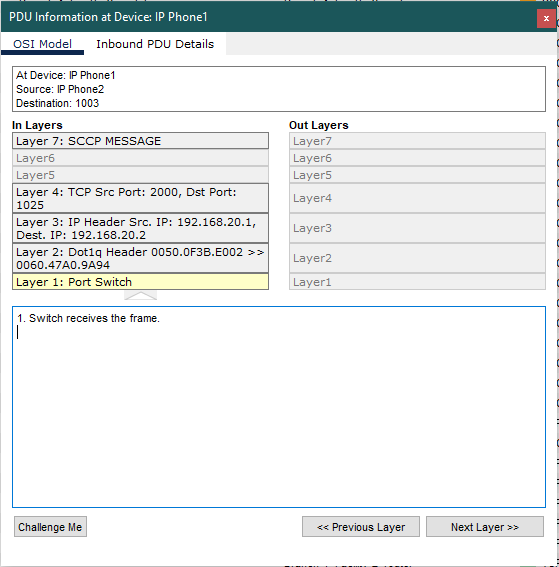 PDU Information at Device: IP Phone1
x
OSI Model
Inbound PDU Details
At Device: IP Phone1
Source: IP Phone2
Destination: 1003
In Layers
Out Layers
Layer 7: SCCP MESSAGE
Layer7
Layer6
Layer6
Layer5
Layer5
Layer 4: TCP Src Port: 2000, Dst Port:
1025
Layer4
Layer 3: IP Header Src. IP: 192.168.20.1,
Dest. IP: 192.168.20.2
Layer3
Layer 2: Dot1q Header 0050.0F3B.E002 >>
0060.47A0.9A94
Layer2
Layer 1: Port Switch
Layer1
1. Switch receives the frame.
Challenge Me
<< Previous Layer
Next Layer >>